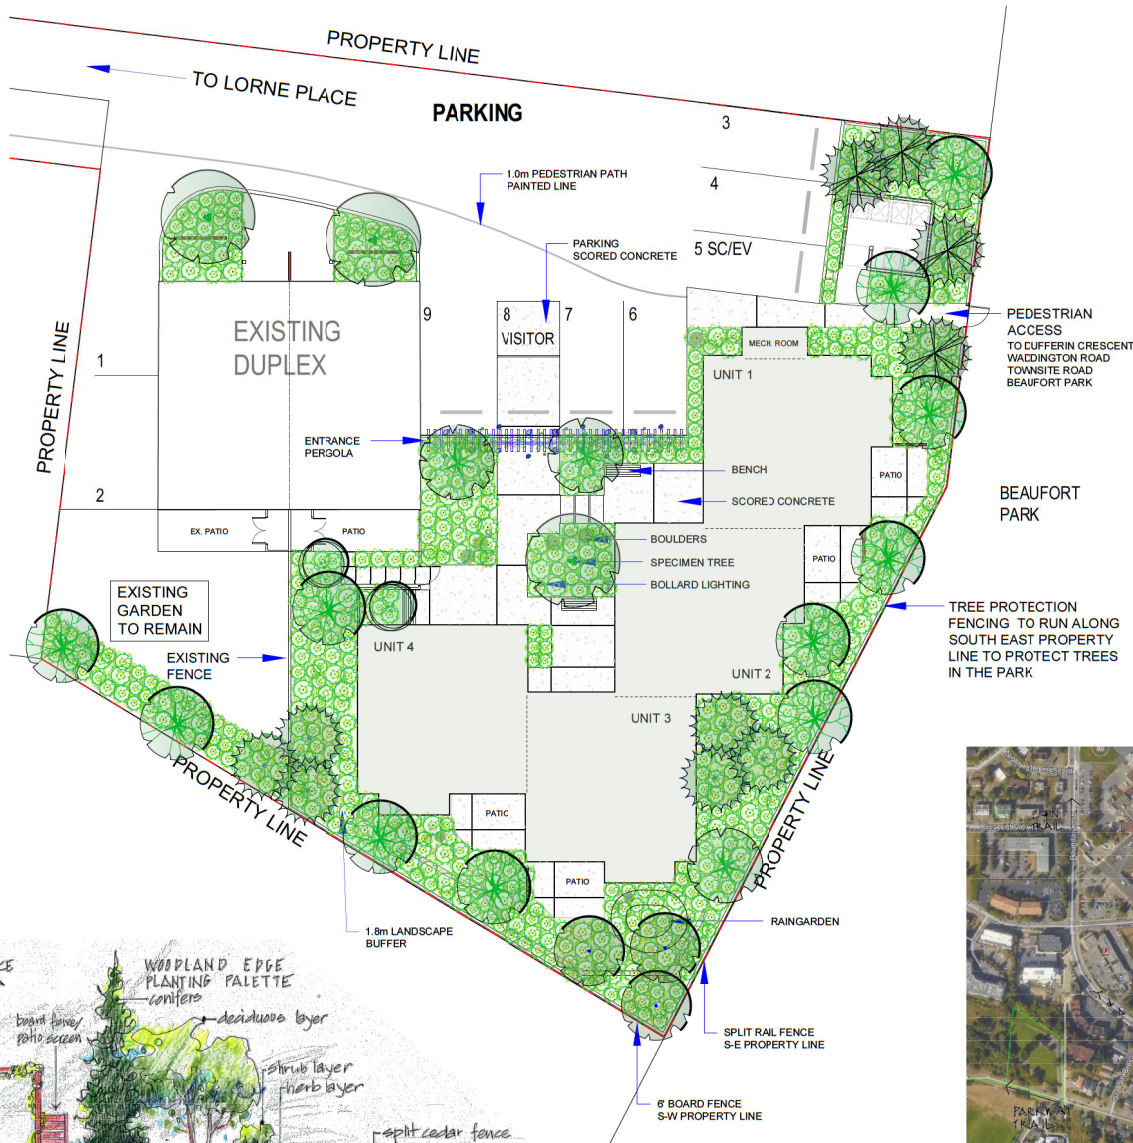 PROPERTY LINE
TO LORNE PLACE
PARKING
3
4
5 SC/EV
1.0m PEDESTRIAN PATH
PAINTED LINE
PARKING
SCORED CONCRETE
9
8
VISITOR
7
6
EXISTING
DUPLEX
PROPERTY LINE
1
2
MECH. ROOM
UNIT 1
PEDESTRIAN
ACCESS
TO DUFFERIN CRESCENT
WADDINGTON ROAD
TOWNSITE ROAD
BEAUFORT PARK
ENTRANCE
PERGOLA
BENCH
SCORED CONCRETE
PATIO
BEAUFORT
PARK
EX. PATIO
PATIO
BOULDERS
SPECIMEN TREE
BOLLARD LIGHTING
PATIO
EXISTING
GARDEN
TO REMAIN
TREE PROTECTION
FENCING TO RUN ALONG
SOUTH EAST PROPERTY
LINE TO PROTECT TREES
IN THE PARK
EXISTING
FENCE
UNIT 4
UNIT 2
UNIT 3
PROPERTY LINE
PROPERTY LINE
PATIO
PATIO
1.8m LANDSCAPE
BUFFER
RAINGARDEN
SPLIT RAIL FENCE
S-E PROPERTY LINE
6' BOARD FENCE
S-W PROPERTY LINE
WOODLAND EDGE
PLANTING PALETTE
conifers
deciduous layer
board fence/
patio screen
shrub layer
herb layer
split cedar fence
TRAIL
PARKWAY
TRAIL